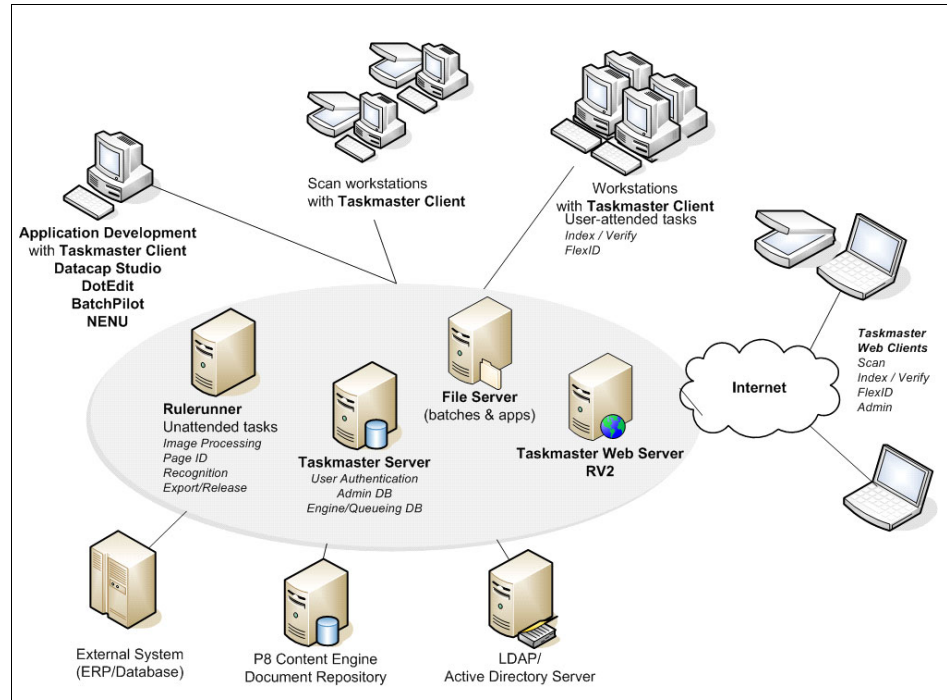 Scan workstations
with Taskmaster Client
Workstations
with Taskmaster Client
User-attended tasks
Index / Verify
FlexID
Application Development
with Taskmaster Client
Datacap Studio
DotEdit
BatchPilot
NENU
Taskmaster
Web Clients
Scan
Index / Verify
FlexID
Admin
Internet
Rulerunner
Unattended tasks
Image Processing
Page ID
Recognition
Export/Release
Taskmaster Server
User Authentication
Admin DB
Engine/Queueing DB
File Server
(batches & apps)
Taskmaster Web Server
RV2
External System
(ERP/Database)
P8 Content Engine
Document Repository
LDAP/
Active Directory Server